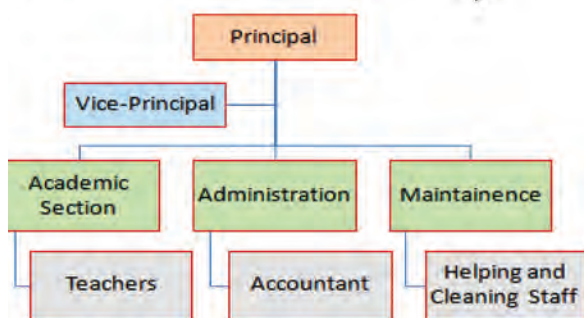 Principal
Vice-Principal
Academic
Section
Administration
Maintainence
Teachers
Accountant
Helping and
Cleaning Staff